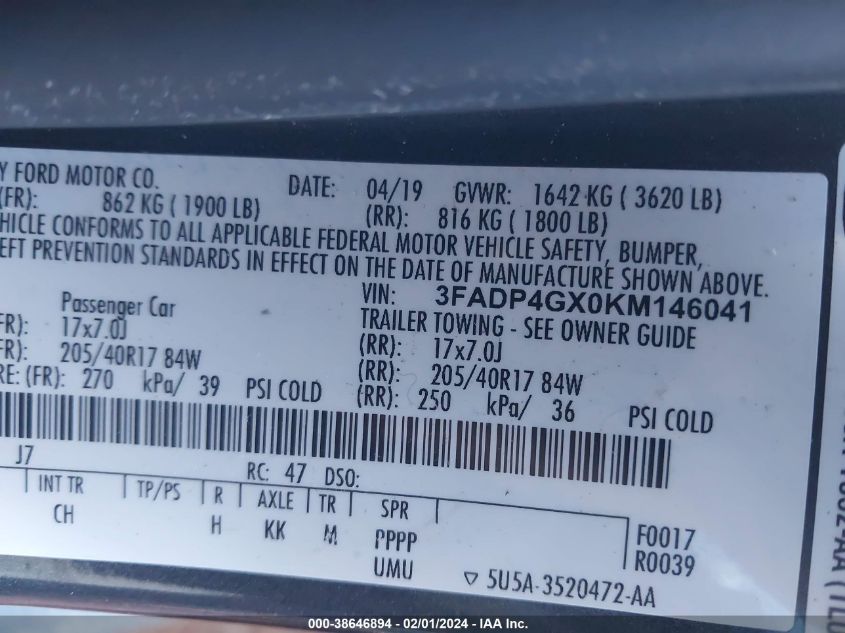 Y FORD MOTOR CO. DATE: 04/19 GVWR: 1642 KG ( 3620 LB)
(FR): 862 KG ( 1900 LB) (RR): 816 KG ( 1800 LB)
HICLE CONFORMS TO ALL APPLICABLE FEDERAL MOTOR VEHICLE SAFETY, BUMPER,
EFT PREVENTION STANDARDS IN EFFECT ON THE DATE OF MANUFACTURE SHOWN ABOVE.
VIN: 3FADP4GX0KM146041
Passenger Car TRAILER TOWING - SEE OWNER GUIDE
FR): 17x7.0J (RR): 17x7.0J
FR): 205/40R17 84W (RR): 205/40R17 84W
RE: (FR): 270 kPa/ 39 PSI COLD (RR): 250 kPa/ 36 PSI COLD
J7 RC: 47 DSO:
INT TR TP/PS R AXLE TR SPR
CH H KK M PPPP F0017
UMU R0039
5U5A-3520472-AA
000-38646894 - 02/01/2024 - IAA Inc.